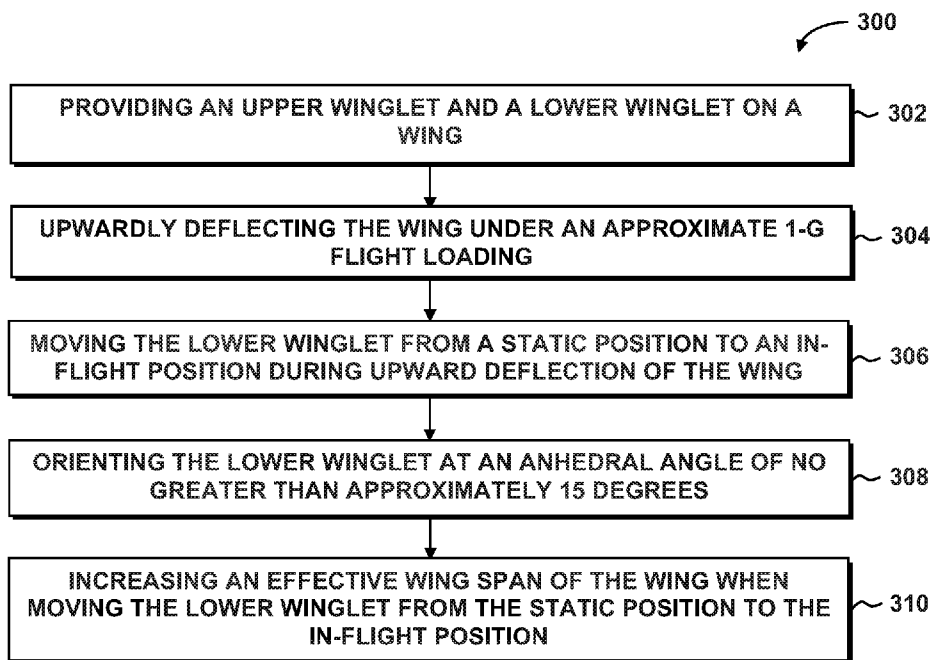 300
PROVIDING AN UPPER WINGLET AND A LOWER WINGLET ON A
WING
302
UPWARDLY DEFLECTING THE WING UNDER AN APPROXIMATE 1-G
FLIGHT LOADING
304
MOVING THE LOWER WINGLET FROM A STATIC POSITION TO AN IN-
FLIGHT POSITION DURING UPWARD DEFLECTION OF THE WING
306
ORIENTING THE LOWER WINGLET AT AN ANHEDRAL ANGLE OF NO
GREATER THAN APPROXIMATELY 15 DEGREES
308
INCREASING AN EFFECTIVE WING SPAN OF THE WING WHEN
MOVING THE LOWER WINGLET FROM THE STATIC POSITION TO THE
IN-FLIGHT POSITION
310